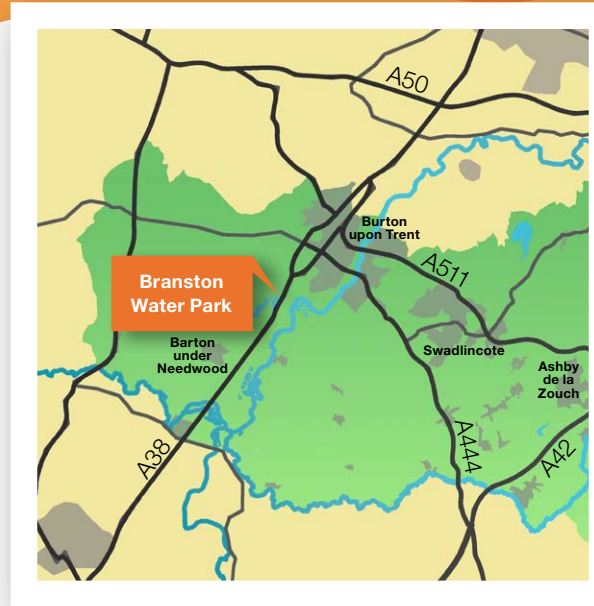 A50
Burton
upon Trent
A511
Branston
Water Park
Barton
under
Needwood
Swadlincote
Ashby
de la
Zouch
A38
A444
A42